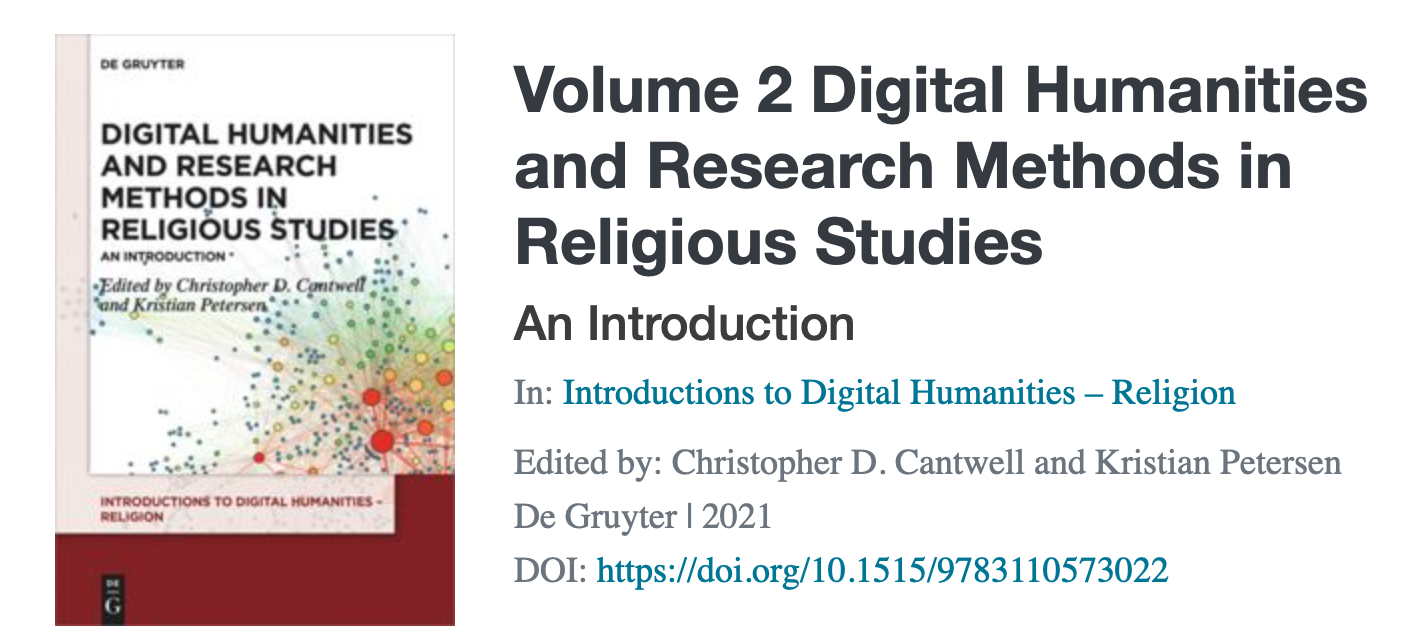 DE GRUYTER
DIGITAL HUMANITIES
AND RESEARCH
METHODS IN
RELIGIOUS STUDIES
AN INTRODUCTION
Edited by Christopher D. Cantwell
and Kristian Petersen
INTRODUCTIONS TO DIGITAL HUMANITIES –
RELIGION
DE
G
Volume 2 Digital Humanities
and Research Methods in
Religious Studies
An Introduction
In: Introductions to Digital Humanities – Religion
Edited by: Christopher D. Cantwell and Kristian Petersen
De Gruyter | 2021
DOI: https://doi.org/10.1515/9783110573022